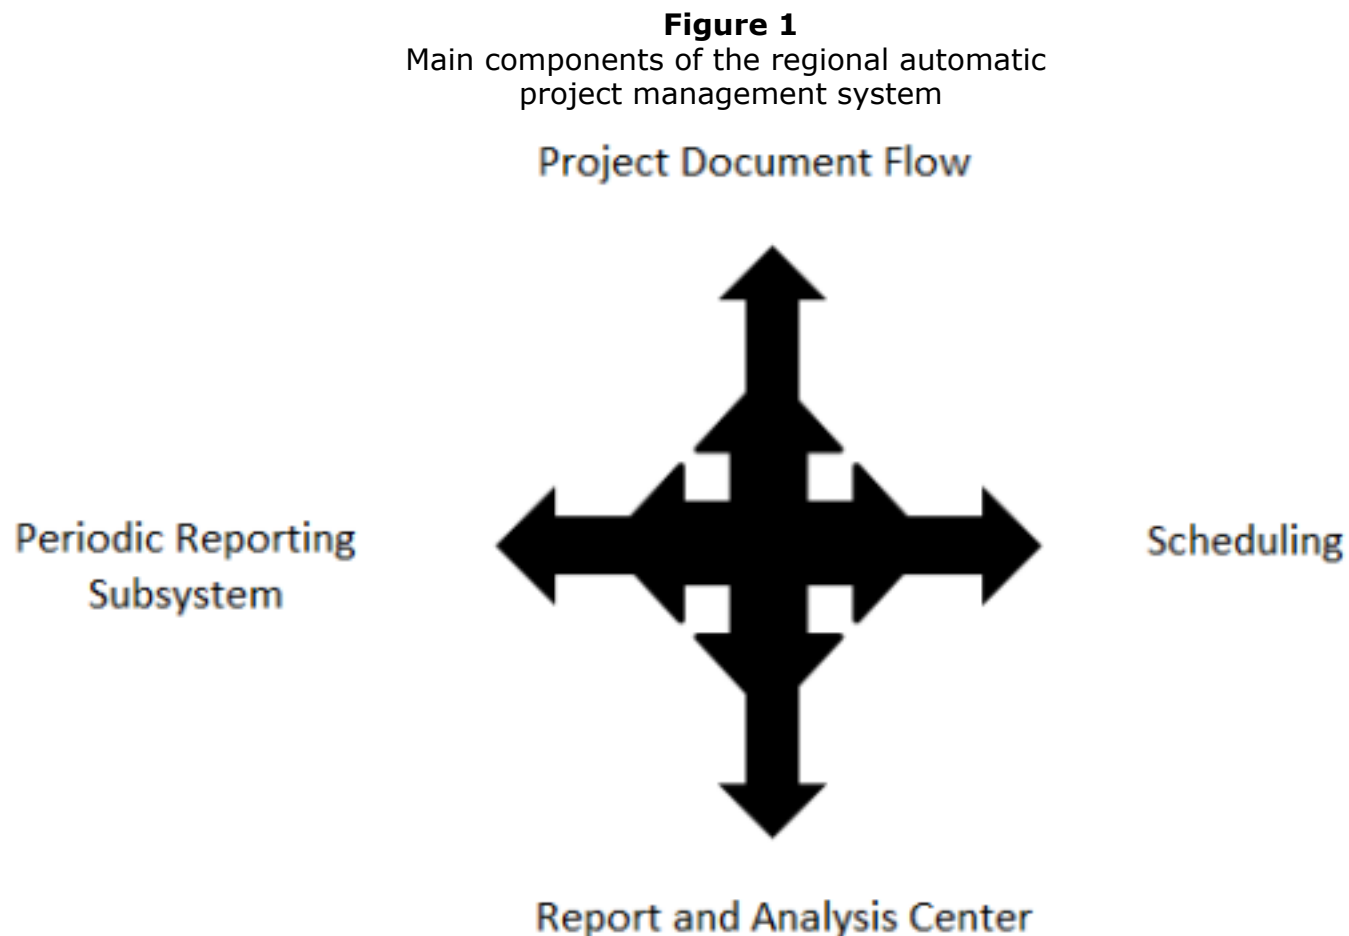 Figure 1
Main components of the regional automatic
project management system
Project Document Flow
Periodic Reporting
Subsystem
Scheduling
Report and Analysis Center